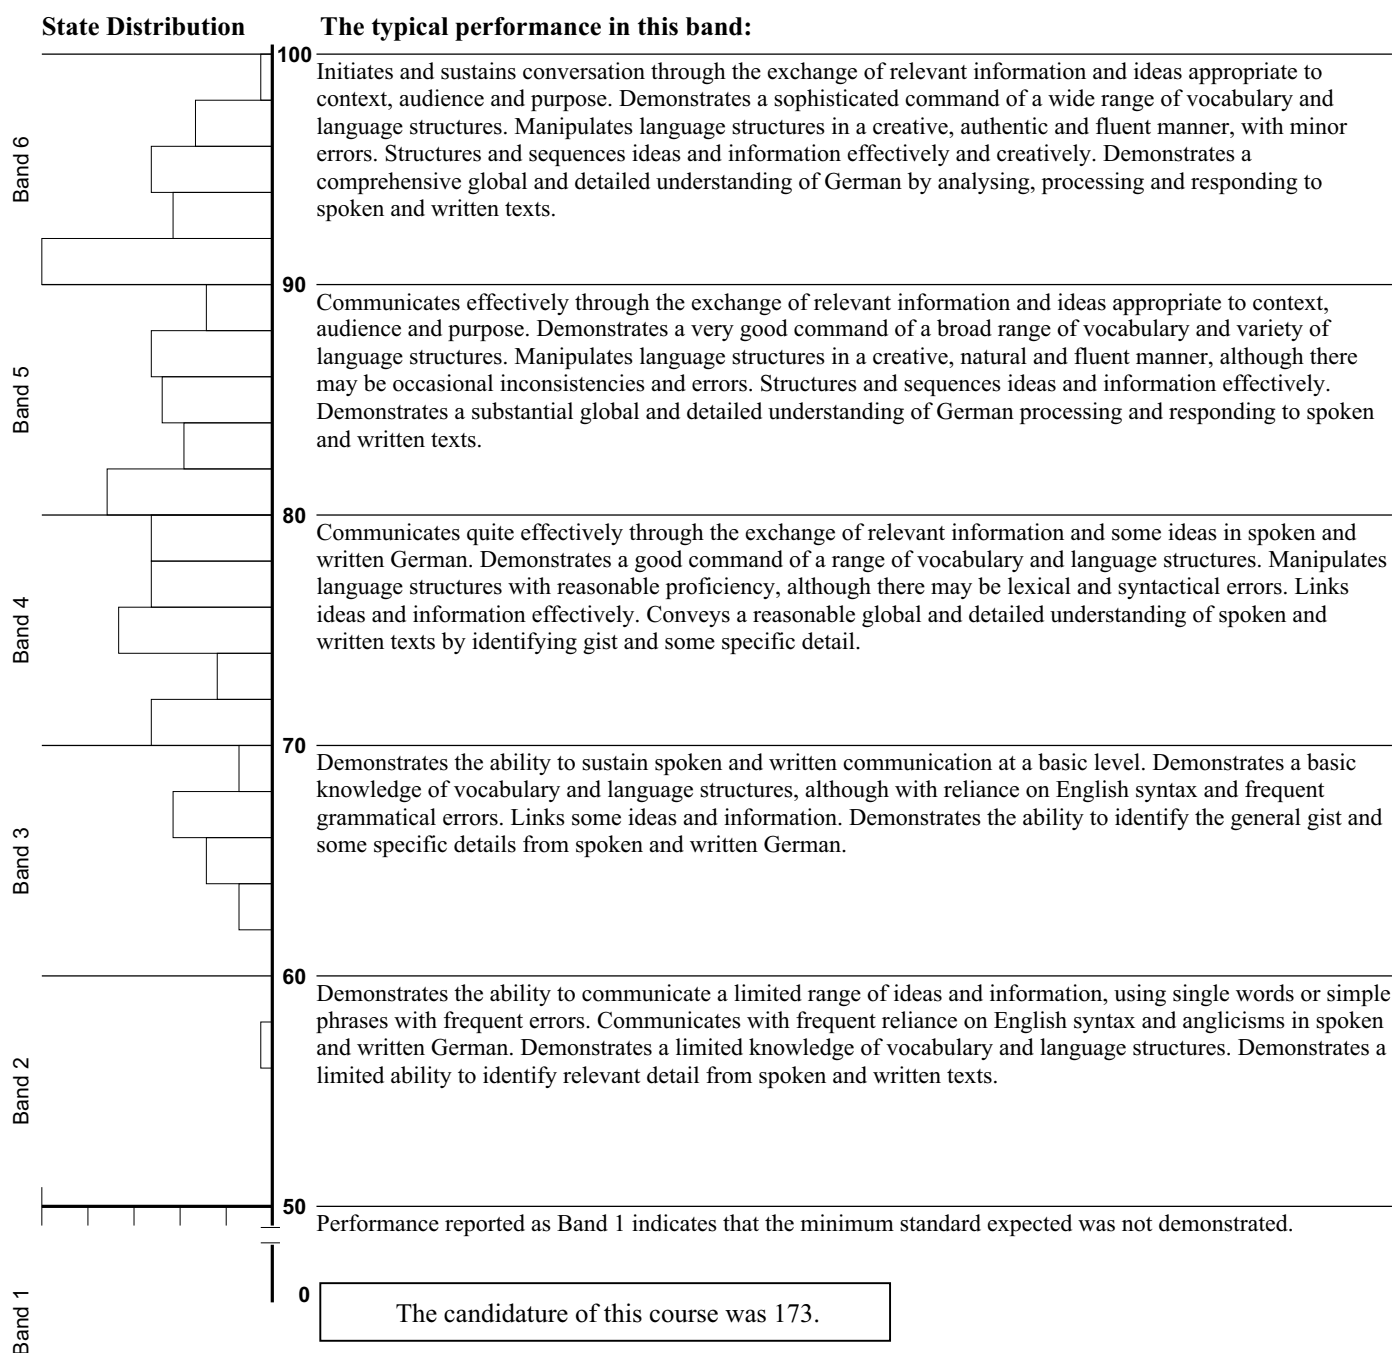 State Distribution
The typical performance in this band:
100
Initiates and sustains conversation through the exchange of relevant information and ideas appropriate to
context, audience and purpose. Demonstrates a sophisticated command of a wide range of vocabulary and
language structures. Manipulates language structures in a creative, authentic and fluent manner, with minor
errors. Structures and sequences ideas and information effectively and creatively. Demonstrates a
comprehensive global and detailed understanding of German by analysing, processing and responding to
spoken and written texts.
Band 6
90
Communicates effectively through the exchange of relevant information and ideas appropriate to context,
audience and purpose. Demonstrates a very good command of a broad range of vocabulary and variety of
language structures. Manipulates language structures in a creative, natural and fluent manner, although there
may be occasional inconsistencies and errors. Structures and sequences ideas and information effectively.
Demonstrates a substantial global and detailed understanding of German processing and responding to spoken
and written texts.
Band 5
80
Communicates quite effectively through the exchange of relevant information and some ideas in spoken and
written German. Demonstrates a good command of a range of vocabulary and language structures. Manipulates
language structures with reasonable proficiency, although there may be lexical and syntactical errors. Links
ideas and information effectively. Conveys a reasonable global and detailed understanding of spoken and
written texts by identifying gist and some specific detail.
Band 4
70
Demonstrates the ability to sustain spoken and written communication at a basic level. Demonstrates a basic
knowledge of vocabulary and language structures, although with reliance on English syntax and frequent
grammatical errors. Links some ideas and information. Demonstrates the ability to identify the general gist and
some specific details from spoken and written German.
Band 3
60
Demonstrates the ability to communicate a limited range of ideas and information, using single words or simple
phrases with frequent errors. Communicates with frequent reliance on English syntax and anglicisms in spoken
and written German. Demonstrates a limited knowledge of vocabulary and language structures. Demonstrates a
limited ability to identify relevant detail from spoken and written texts.
Band 2
50
Performance reported as Band 1 indicates that the minimum standard expected was not demonstrated.
0
Band 1
The candidature of this course was 173.